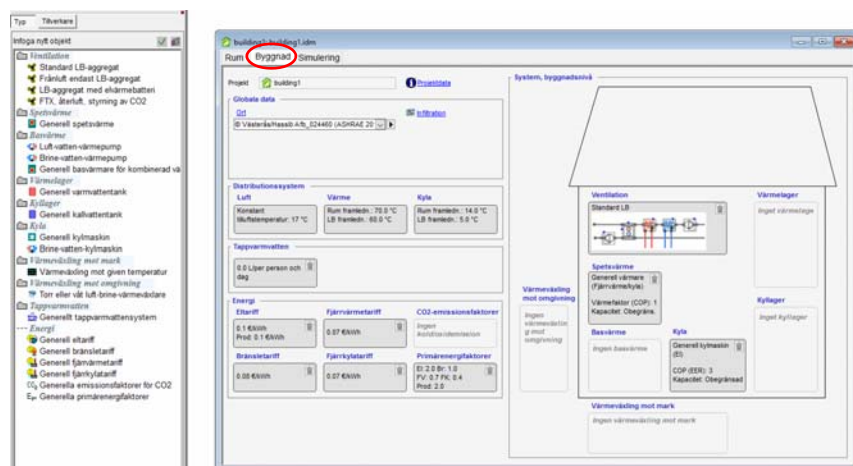 Typ
Tillverkare
Infoga nytt objekt
Ventilation
Standard LB-aggregat
Frånluft endast LB-aggregat
LB-aggregat med elvärmebatteri
FTX, återluft, styrning av CO2
Spetsvärme
Generell spetsvärme
Basvärme
Luft-vatten-värmepump
Brine-vatten-värmepump
Generell basvärmare för kombinerad vä
Värmelager
Generell varmvattentank
Kyllager
Generell kallvattentank
Kyla
Generell kylmaskin
Brine-vatten-kylmaskin
Värmeväxling mot mark
Värmeväxling mot given temperatur
Värmeväxling mot omgivning
Torr eller våt luft-brine-värmeväxlare
Tappvarmvatten
Generellt tappvarmvattensystem
Energi
Generell eltariff
Generell bränsletariff
Generell fjärrvärmetariff
Generell fjärrkylatariff
Generella emissionsfaktorer för CO2
Generella primärenergifaktorer
building1: building1.idm
Rum Byggnad Simulering
Projekt building1 Projektdata
Globala data
Ort
Infiltration
Distributionssystem
Luft Värme Kyla
Konstant
tilluftstemperatur: 17 °C
Rum framledn.: 70.0 °C
LB framledn.: 60.0 °C
Rum framledn.: 14.0 °C
LB framledn.: 5.0 °C
Tappvarmvatten
0.0 L/per person och
dag
Energi
Eltariff Fjärrvärmetariff CO2-emissionsfaktorer
0.1 €/kWh
Prod: 0.1 €/kWh
0.07 €/kWh
Ingen
koldioxidemission
Bränsletariff Fjärrkylatariff Primärenergifaktorer
0.08 €/kWh
0.07 €/kWh
El: 2.0 Br: 1.0
FV: 0.7 FK: 0.4
Prod: 2.0
System, byggnadsnivå
Ventilation
Standard LB
Värmelager
Inget värmelage
Spetsvärme
Generell värmare
(Fjärrvärme/kyla)
Värmefaktor (COP): 1
Kapacitet: Obegräns.
Värmeväxling
mot omgivning
Ingen
värmeväxlin
g mot
omgivning
Kyllager
Inget kyllager
Basvärme
Ingen basvärme
Kyla
Generell kylmaskin
(El)
COP (EER): 3
Kapacitet: Obegränsad
Värmeväxling mot mark
Ingen värmeväxling mot mark